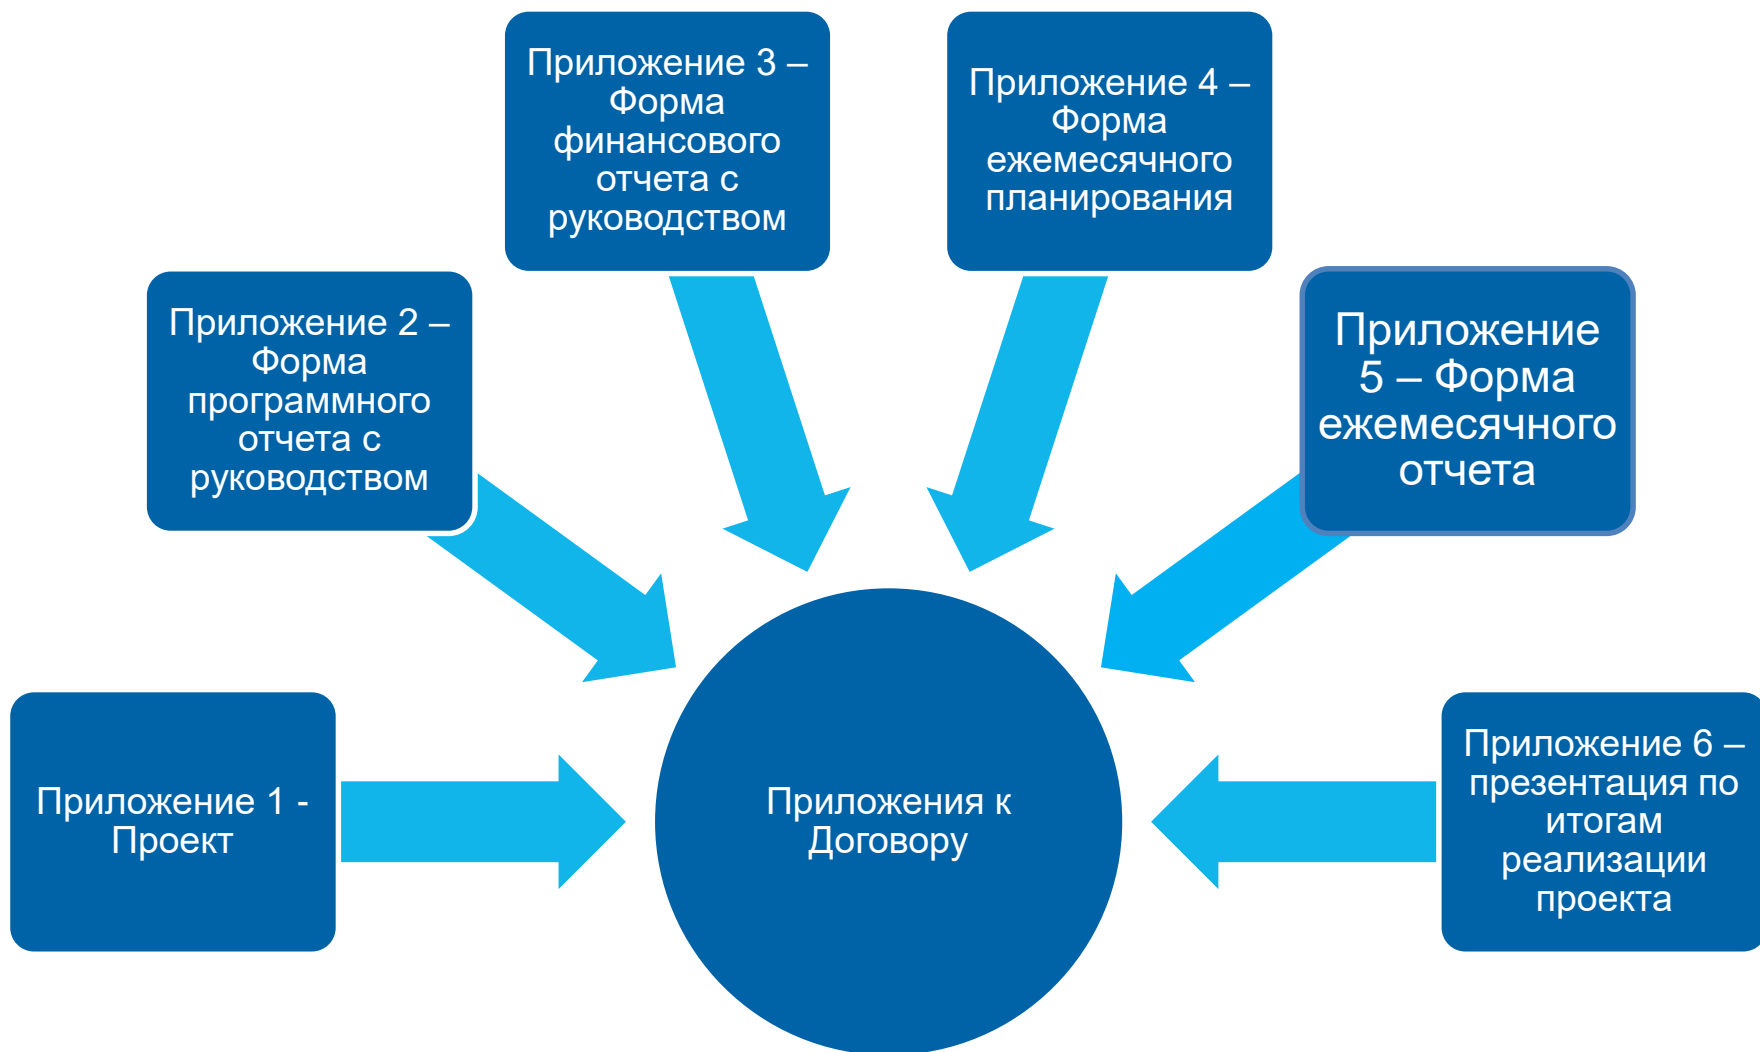 Приложение 3 –
Форма
финансового
отчета с
руководством
Приложение 4 –
Форма
ежемесячного
планирования
Приложение 2 –
Форма
программного
отчета с
руководством
Приложение
5 – Форма
ежемесячного
отчета
Приложение 1 -
Проект
Приложения к
Договору
Приложение 6 –
презентация по
итогам
реализации
проекта